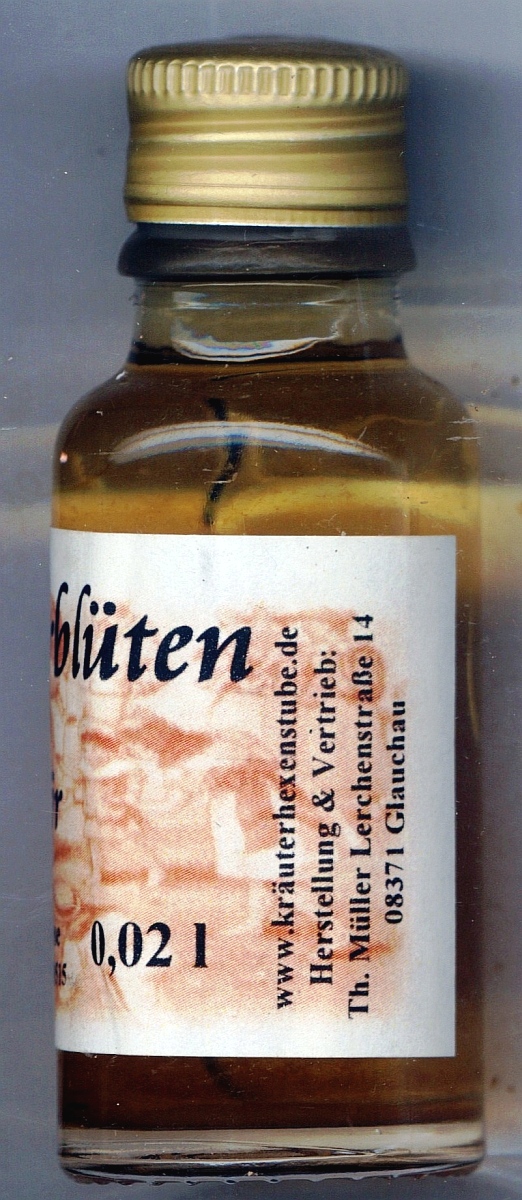 blüten
0,02 l
www.kräuterhexenstube.de
Herstellung & Vertrieb:
Th. Müller Lerchenstraße 14
08371 Glauchau